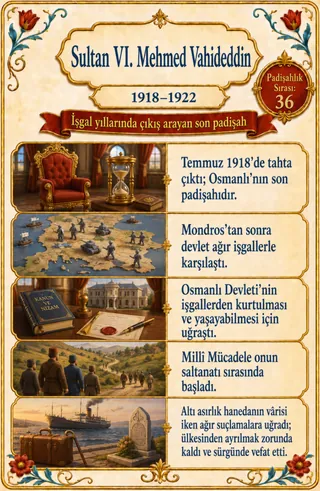 Sultan VI. Mehmed Vahideddin
Padişahlık
Sırası:
36
1918–1922
İşgal yıllarında çıkış arayan son padişah
Temmuz 1918’de tahta
çıktı; Osmanlı’nın son
padişahıdır.
Mondros’tan sonra
devlet ağır işgallerle
karşılaştı.
KANUN
VE
NİZAM
Osmanlı Devleti’nin
işgallerden kurtulması
ve yaşayabilmesi için
uğraştı.
Milli Mücadele onun
saltanatı sırasında
başladı.
Altı asırlık hanedanın vârisi
iken ağır suçlamalara uğradı;
ülkesinden ayrılmak zorunda
kaldı ve sürgünde vefat etti.